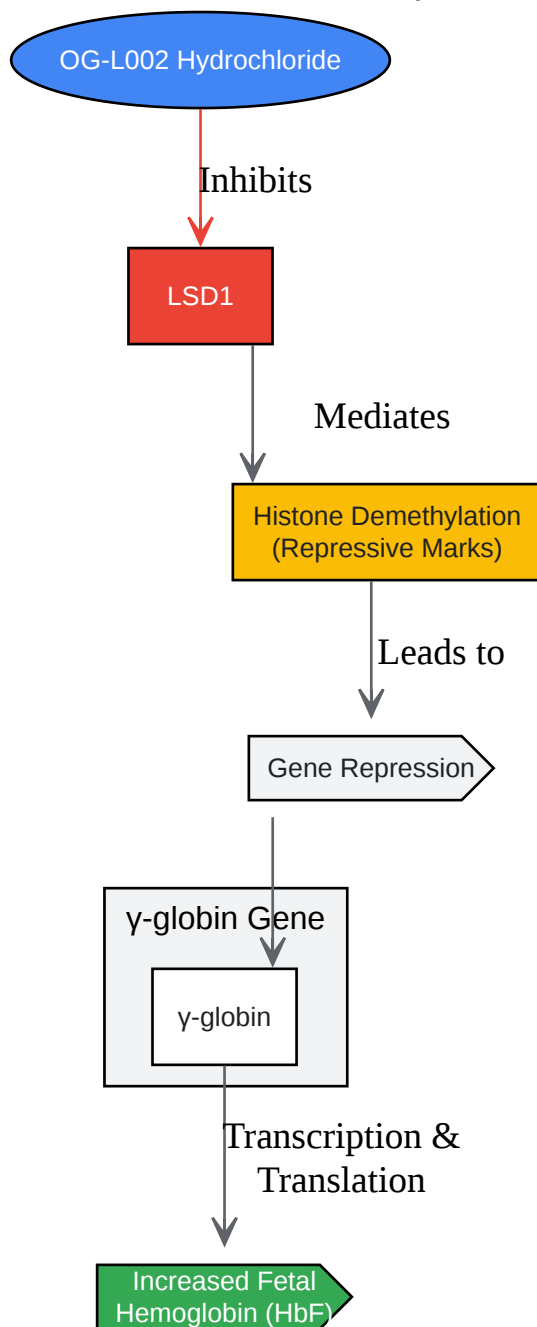 OG-L002 Hydrochloride
Inhibits
LSD1
Mediates
Histone Demethylation
(Repressive Marks)
Leads to
Gene Repression
γ-globin Gene
γ-globin
Transcription &
Translation
Increased Fetal
Hemoglobin (HbF)